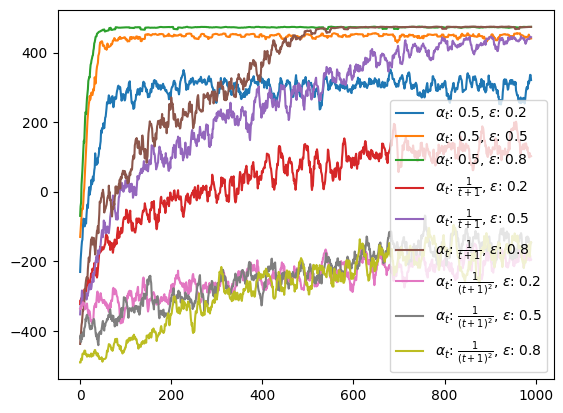 400
200
0
−200
−400
0
200
400
600
800
1000
αₜ: 0.5, ε: 0.2
αₜ: 0.5, ε: 0.5
αₜ: 0.5, ε: 0.8
αₜ: 1/(t+1), ε: 0.2
αₜ: 1/(t+1), ε: 0.5
αₜ: 1/(t+1), ε: 0.8
αₜ: 1/(t+1)², ε: 0.2
αₜ: 1/(t+1)², ε: 0.5
αₜ: 1/(t+1)², ε: 0.8